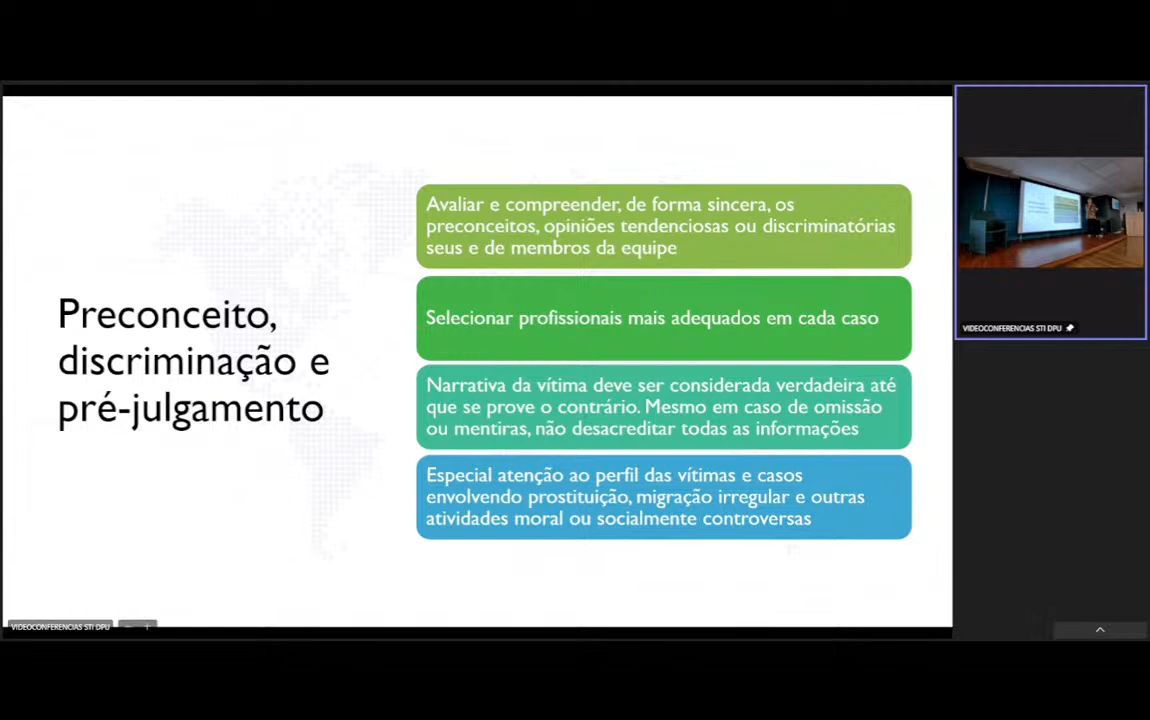 Preconceito,
discriminação e
pré-julgamento
Avaliar e compreender, de forma sincera, os
preconceitos, opiniões tendenciosas ou discriminatórias
seus e de membros da equipe
Selecionar profissionais mais adequados em cada caso
Narrativa da vítima deve ser considerada verdadeira até
que se prove o contrário. Mesmo em caso de omissão
ou mentiras, não desacreditar todas as informações
Especial atenção ao perfil das vítimas e casos
envolvendo prostituição, migração irregular e outras
atividades moral ou socialmente controversas
VIDEOCONFERENCIAS STI DPU
VIDEOCONFERENCIAS STI DPU